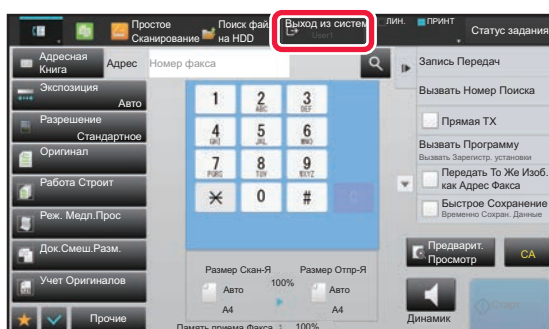 Простое
Сканирование
Поиск фай
на HDD
Выход из систем
User1
ЛИН.
ПРИНТ
Статус задания
Адресная
Книга
Адрес
Номер факса
Экспозиция
Авто
Разрешение
Стандартное
Оригинал
Работа Строит
Реж. Медл.Прос
Док.Смеш.Разм.
Учет Оригиналов
Прочие
1
2
ABC
3
DEF
4
GHI
5
JKL
6
MNO
7
PQRS
8
TUV
9
WXYZ
0
#
C
Размер Скан-Я
Размер Отпр-Я
100%
Авто
Авто
A4
A4
Память приема Факса : 100%
Запись Передач
Вызвать Номер Поиска
Прямая TX
Вызвать Программу
Вызвать Зарегистр. установки
Передать То Же Изоб.
как Адрес Факса
Быстрое Сохранение
Временно Сохран. Данные
Предварит.
Просмотр
CA
Динамик
Старт